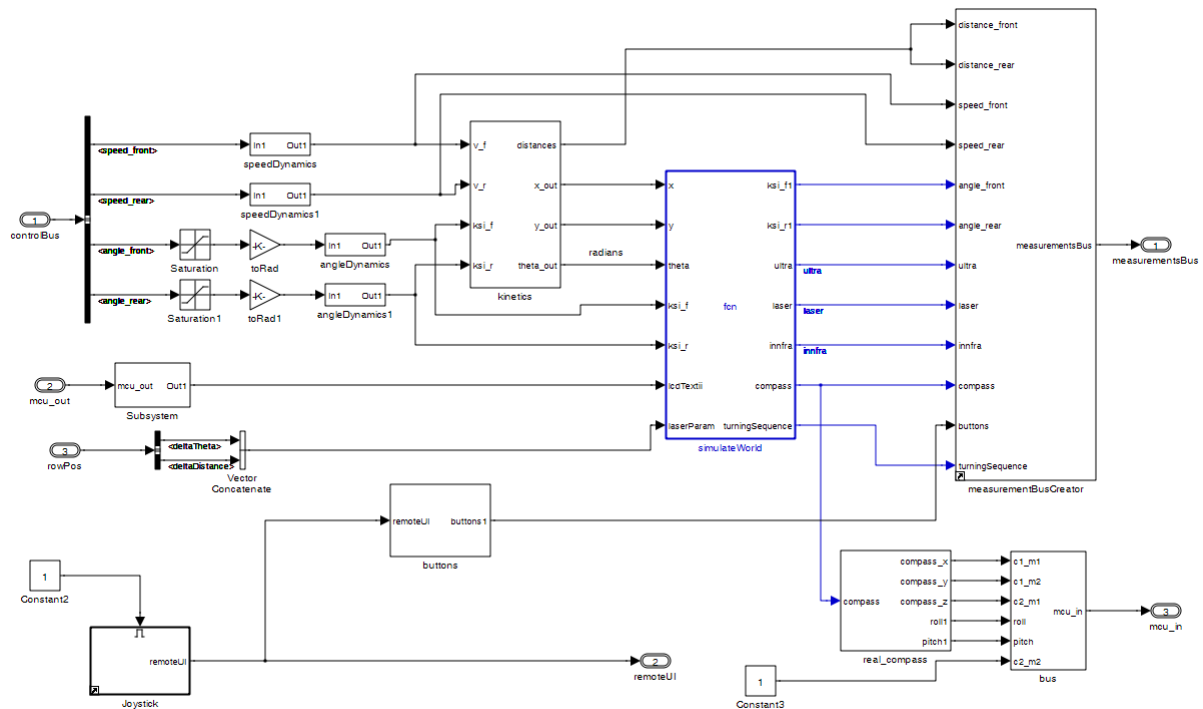 distance_front
distance_rear
speed_front
speed_rear
angle_front
angle_rear
ultra
laser
innfra
compass
buttons
turningSequence
measurementsBus
measurementBusCreator
1
measurementsBus
1
controlBus
<speed_front>
<speed_rear>
<angle_front>
<angle_rear>
In1 Out1
speedDynamics
In1 Out1
speedDynamics1
Saturation
-K-
toRad
In1 Out1
angleDynamics
Saturation1
-K-
toRad1
In1 Out1
angleDynamics1
v_f distances
v_r x_out
ksi_f y_out
ksi_r theta_out
kinetics
radians
x ksi_f1
y ksi_r1
theta ultra
ksi_f fcn laser
ksi_r innfra
lcdTextii compass
laserParam turningSequence
simulateWorld
ultra
laser
innfra
2
mcu_out
mcu_out Out1
Subsystem
3
rowPos
<deltaTheta>
<deltaDistance>
Vector
Concatenate
remoteUI buttons1
buttons
1
Constant2
remoteUI
Joystick
2
remoteUI
compass
compass_x
compass_y
compass_z
roll1
pitch1
real_compass
1
Constant3
c1_m1
c1_m2
c2_m1
roll
pitch
c2_m2
mcu_in
bus
3
mcu_in